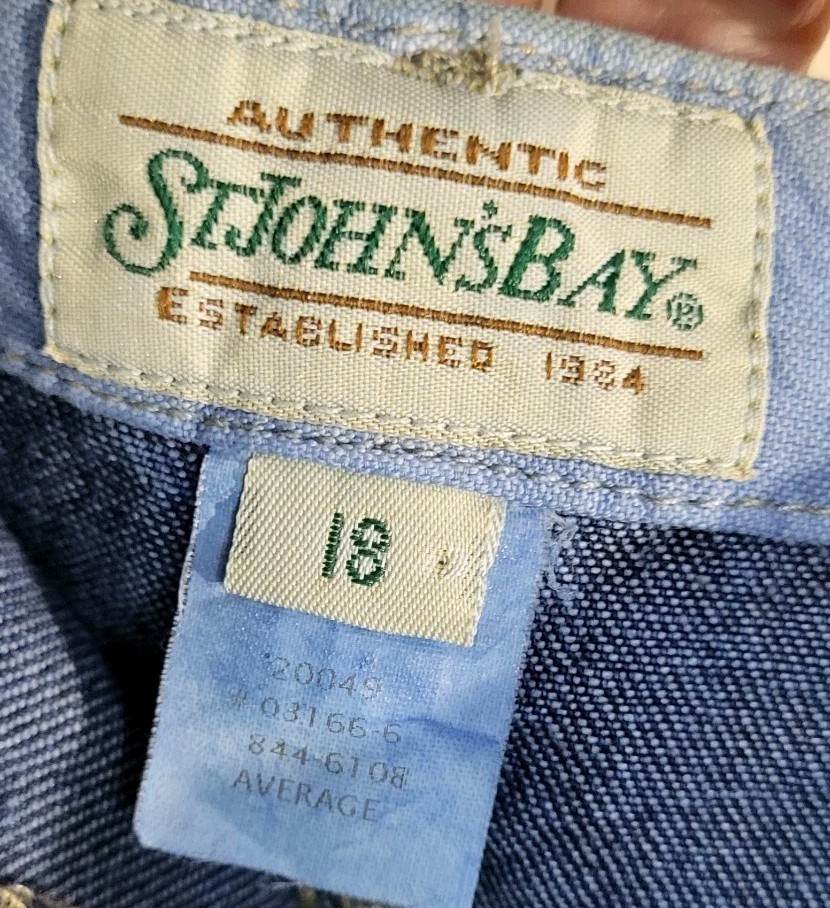 AUTHENTIC
ST JOHN'S BAY®
ESTABLISHED 1984
18
20049
# 03166-6
844-6108
AVERAGE